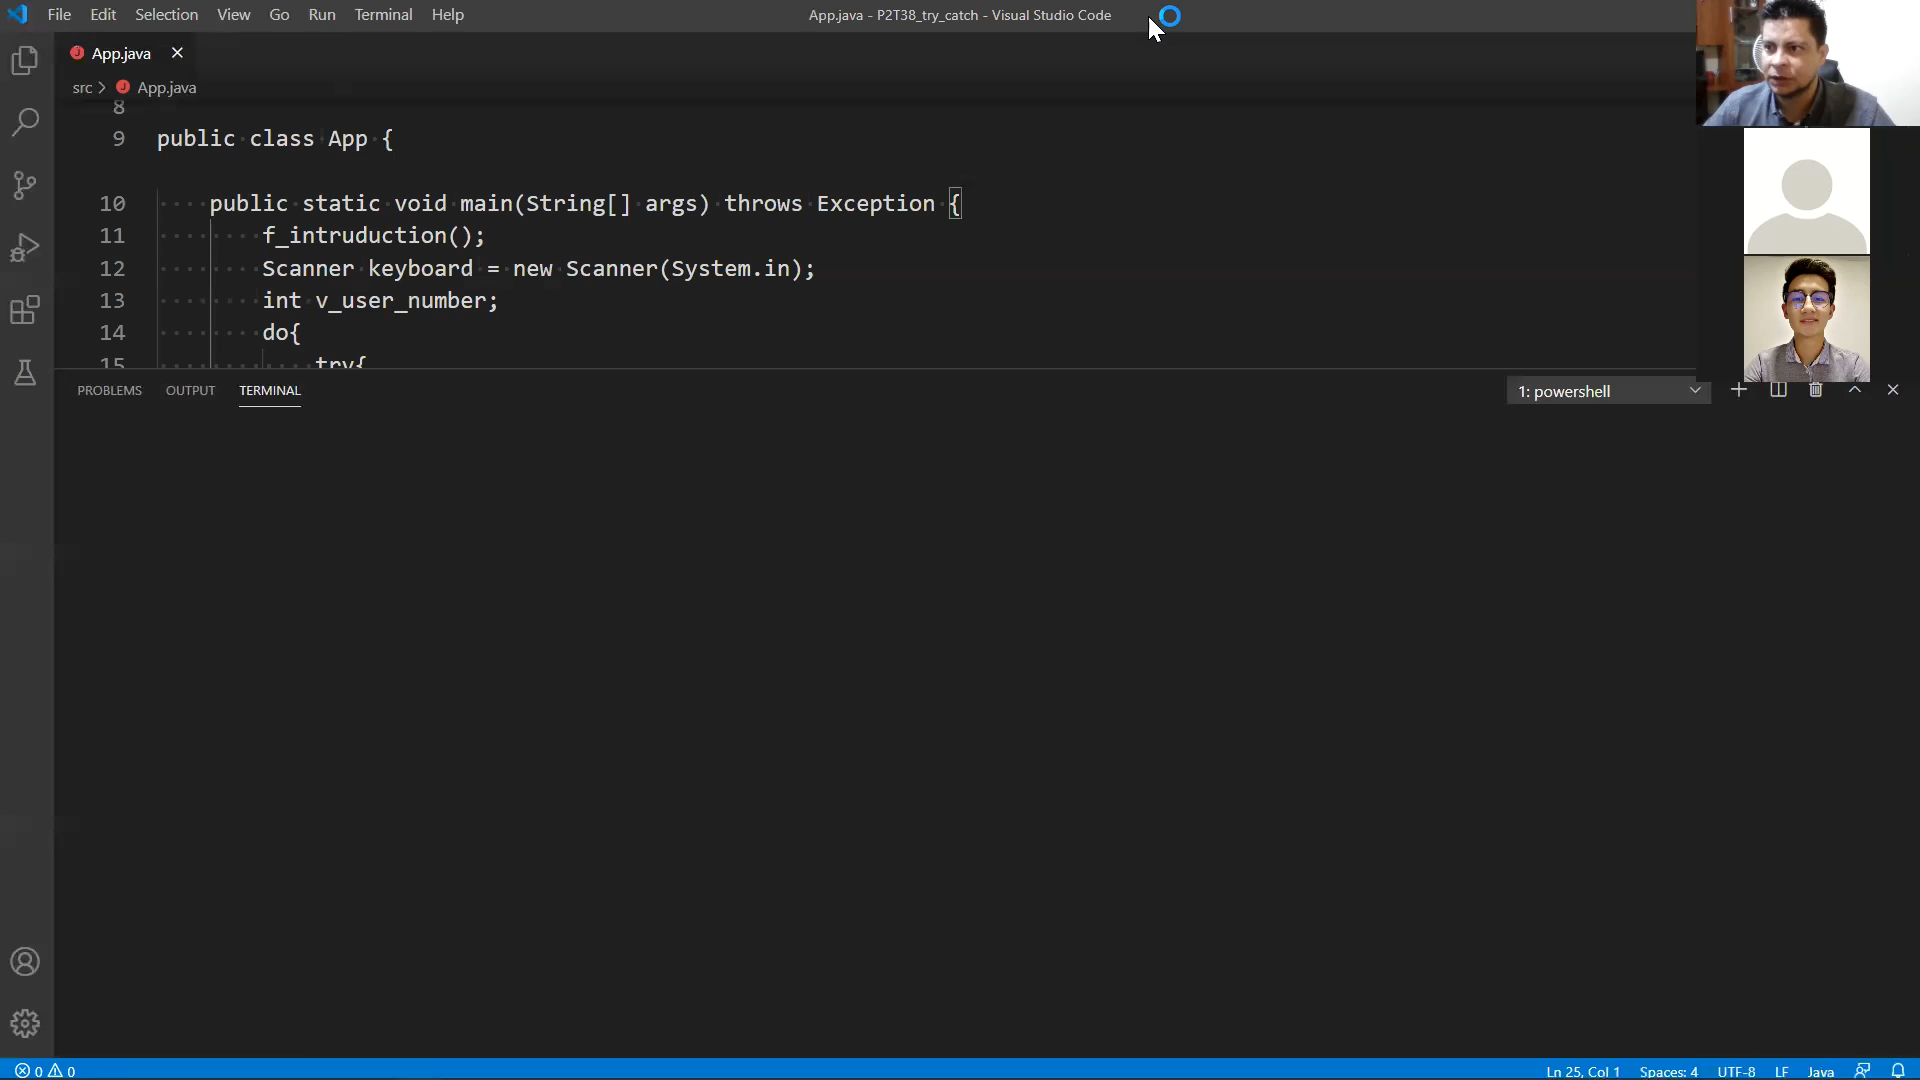 File Edit Selection View Go Run Terminal Help
App.java - P2T38_try_catch - Visual Studio Code
App.java
src > App.java
8
9 public class App {
10 public static void main(String[] args) throws Exception {
11 f_intruduction();
12 Scanner keyboard = new Scanner(System.in);
13 int v_user_number;
14 do{
15 try{
PROBLEMS OUTPUT TERMINAL
1: powershell
0 0
Ln 25, Col 1 Spaces: 4 UTF-8 LF Java